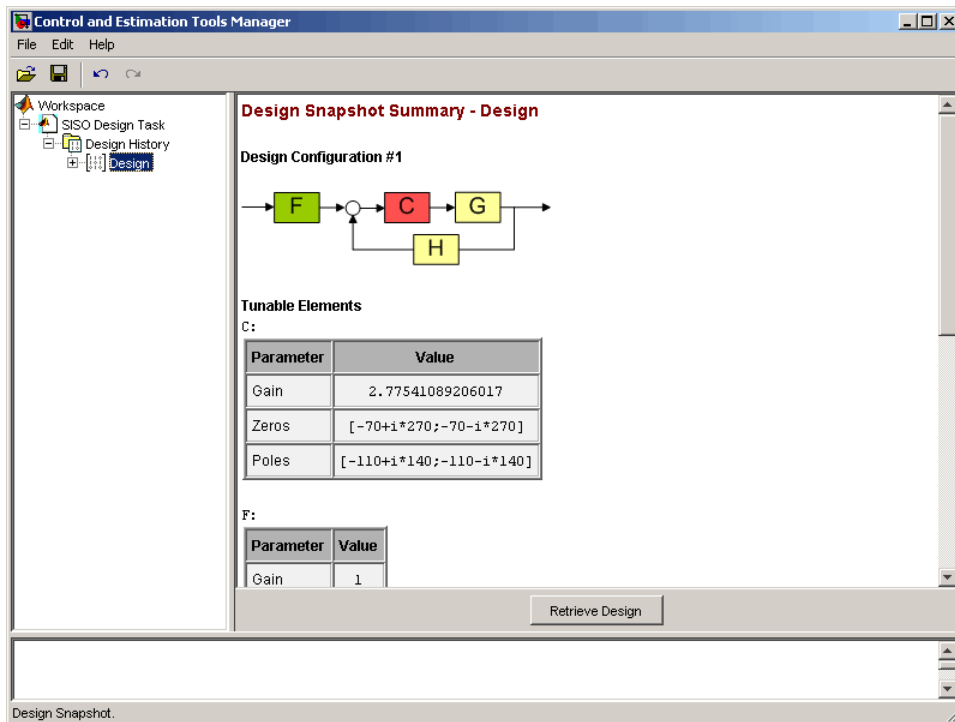 Control and Estimation Tools Manager
File Edit Help
Workspace
SISO Design Task
Design History
Design
Design Snapshot Summary - Design
Design Configuration #1
F C G
H
Tunable Elements
C:
Parameter Value
Gain 2.77541089206017
Zeros [-70+i*270;-70-i*270]
Poles [-110+i*140;-110-i*140]
F:
Parameter Value
Gain 1
Retrieve Design
Design Snapshot.